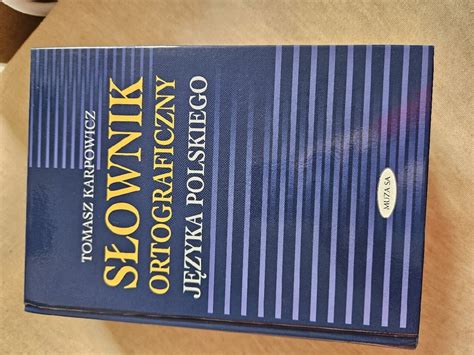 TOMASZ KARPOWICZ
SŁOWNIK
ORTOGRAFICZNY
JĘZYKA POLSKIEGO
MUZA SA